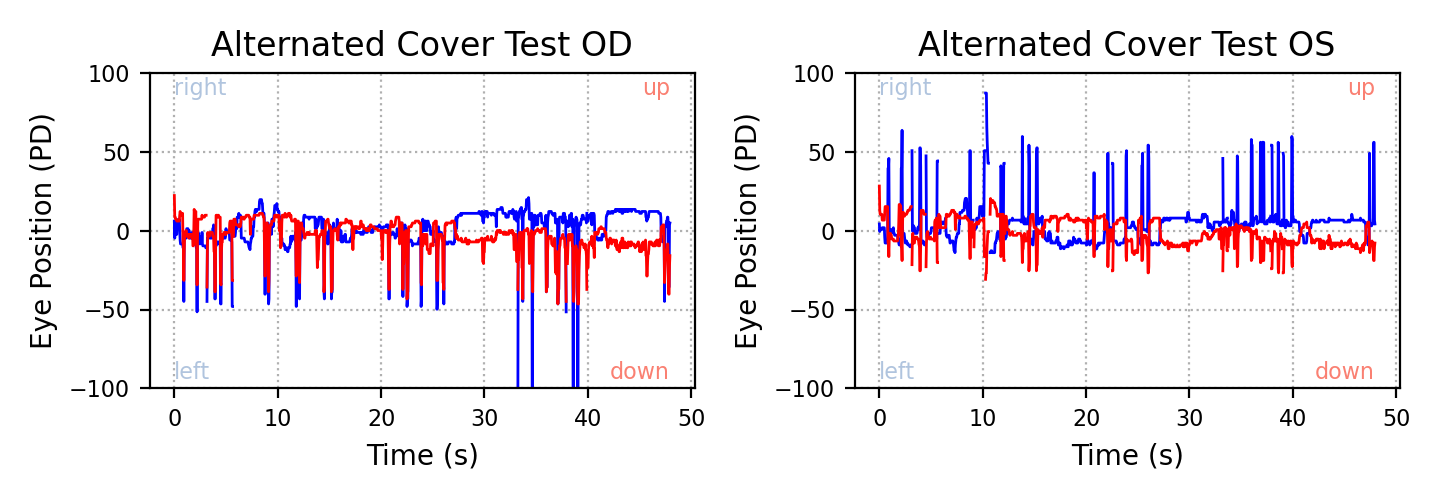 Alternated Cover Test OD
100
50
0
−50
−100
Eye Position (PD)
right
up
left
down
0 10 20 30 40 50
Time (s)
Alternated Cover Test OS
100
50
0
−50
−100
Eye Position (PD)
right
up
left
down
0 10 20 30 40 50
Time (s)